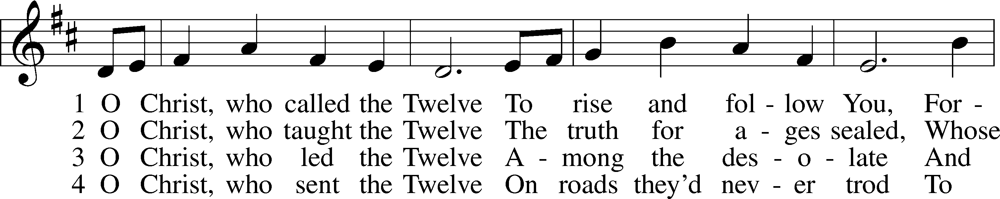 1 O Christ, who called the Twelve To rise and fol - low You, For -
2 O Christ, who taught the Twelve The truth for a - ges sealed, Whose
3 O Christ, who led the Twelve A - mong the des - o - late And
4 O Christ, who sent the Twelve On roads they’d nev - er trod To